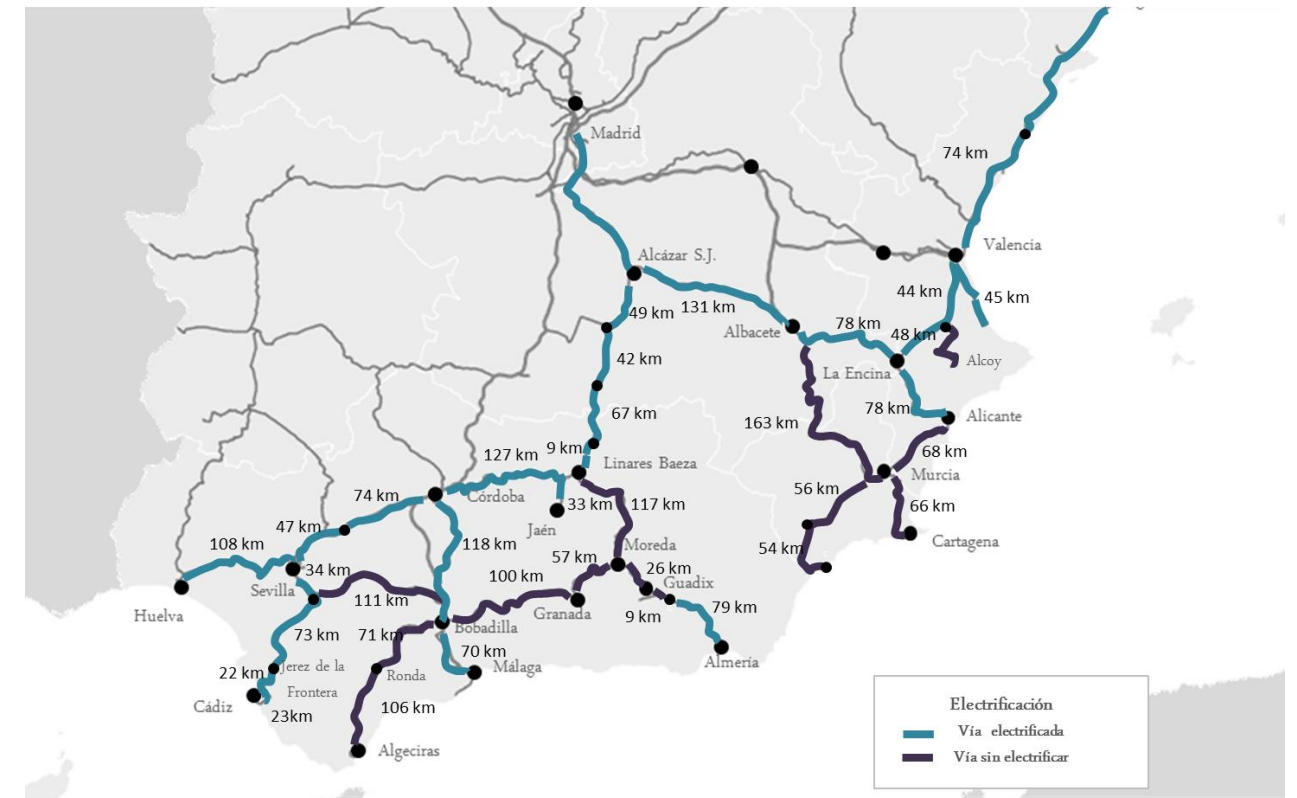 Madrid
74 km
Valencia
Alcázar S.J.
44 km
45 km
49 km
131 km
Albacete
78 km
48 km
42 km
La Encina
Alcoy
67 km
78 km
Alicante
163 km
9 km
68 km
127 km
Linares Baeza
Murcia
74 km
Córdoba
56 km
33 km
117 km
66 km
47 km
Jaén
Cartagena
108 km
118 km
Moreda
54 km
34 km
57 km
26 km
Sevilla
100 km
Guadix
111 km
Huelva
Granada
9 km
79 km
73 km
71 km
Bobadilla
70 km
Almería
22 km
Jerez de la
Frontera
Ronda
Málaga
Cádiz
23km
106 km
Algeciras
Electrificación
Vía electrificada
Vía sin electrificar